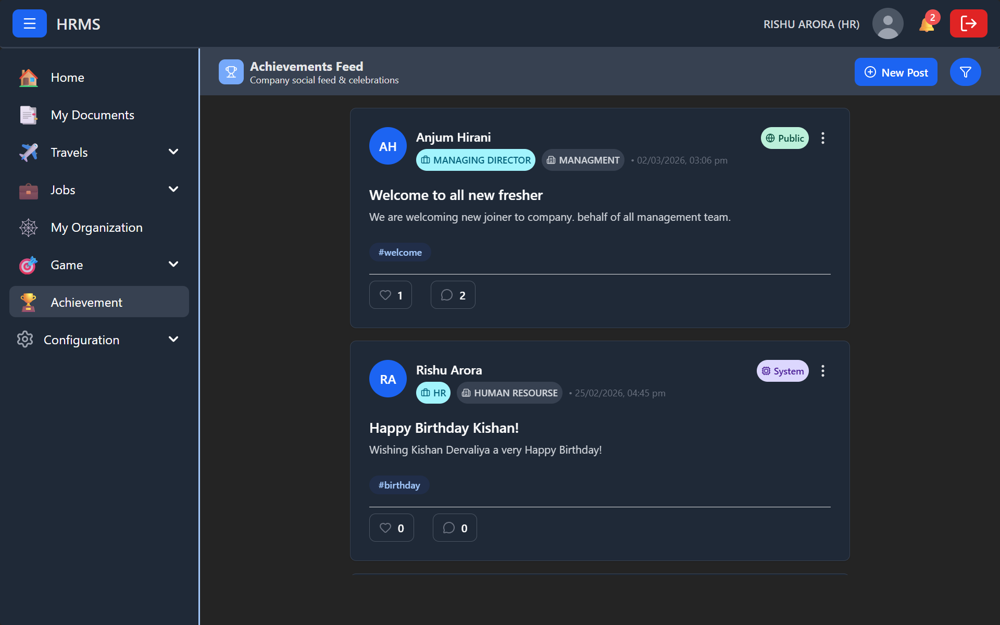 HRMS
RISHU ARORA (HR)
2
Home
My Documents
Travels
Jobs
My Organization
Game
Achievement
Configuration
Achievements Feed
Company social feed & celebrations
New Post
AH
Anjum Hirani
Public
MANAGING DIRECTOR MANAGMENT • 02/03/2026, 03:06 pm
Welcome to all new fresher
We are welcoming new joiner to company. behalf of all management team.
#welcome
1 2
RA
Rishu Arora
System
HR HUMAN RESOURSE • 25/02/2026, 04:45 pm
Happy Birthday Kishan!
Wishing Kishan Dervaliya a very Happy Birthday!
#birthday
0 0